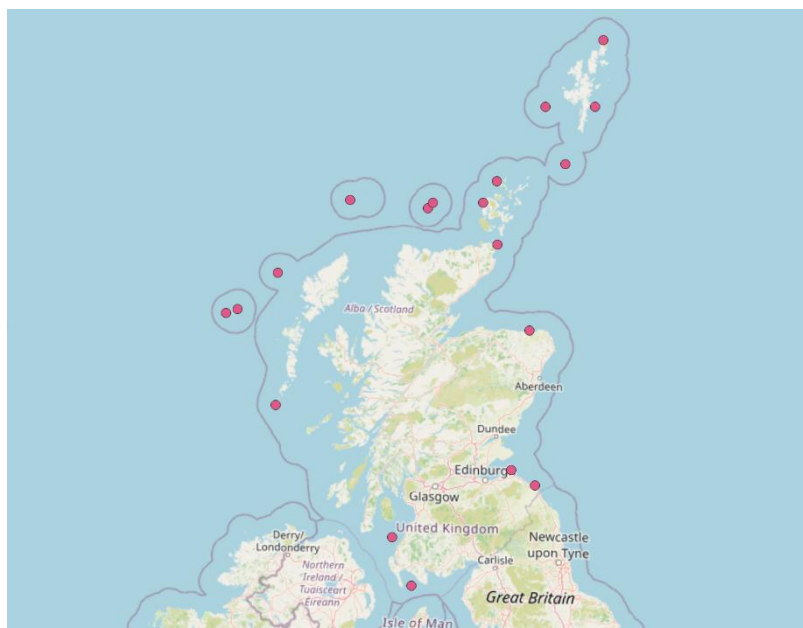 Alba / Scotland
Aberdeen
Dundee
Edinburg
Glasgow
United Kingdom
Derry/
Londonderry
Newcastle
upon Tyne
Carlisle
Northern
Ireland /
Tuaisceart
Éireann
Great Britain
Isle of Man